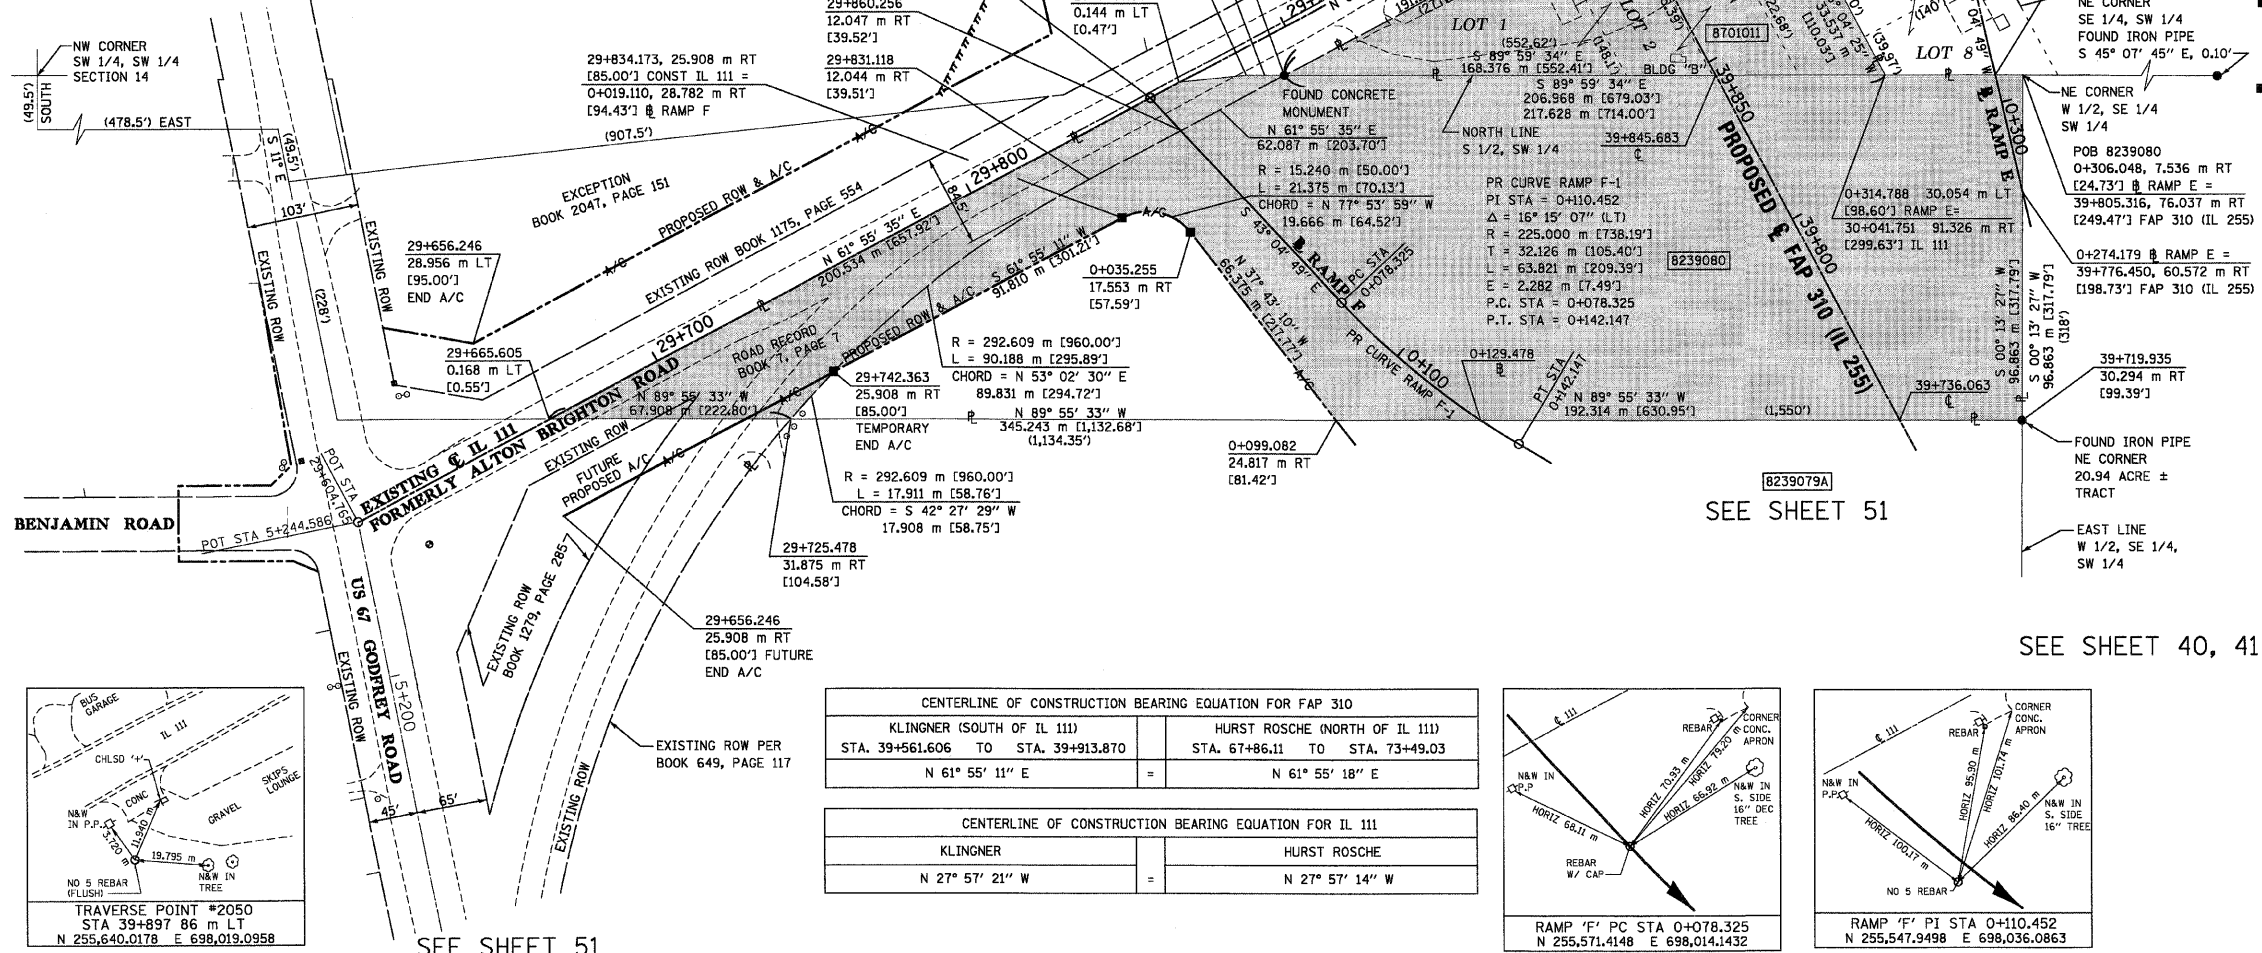 NW CORNER
SW 1/4, SW 1/4
SECTION 14
(49.5')
SOUTH
(478.5') EAST
(49.5')
S 11° E
103'
(228')
EXISTING ROW
EXISTING ROW
29+834.173, 25.908 m RT
[85.00'] CONST IL 111 =
0+019.110, 28.782 m RT
[94.43'] B RAMP F
(907.5')
29+860.256
12.047 m RT
[39.52']
29+831.118
12.044 m RT
[39.51']
0.144 m LT
[0.47']
EXCEPTION
BOOK 2047, PAGE 151
A/C
PROPOSED ROW & A/C
A/C
EXISTING ROW BOOK 1175, PAGE 554
29+656.246
28.956 m LT
[95.00']
END A/C
29+665.605
0.168 m LT
[0.55']
N 61° 55' 35" E
200.534 m [657.92']
84.5'
29+800
29+700
ROAD RECORD
BOOK 7, PAGE 7
PROPOSED ROW & A/C
S 61° 55' 11" W
91.810 m [301.21']
A/C
0+035.255
17.553 m RT
[57.59']
FOUND CONCRETE
MONUMENT
N 61° 55' 35" E
62.087 m [203.70']
R = 15.240 m [50.00']
L = 21.375 m [70.13']
CHORD = N 77° 53' 59" W
19.666 m [64.52']
S 43° 04' 49" E
B RAMP F
PC STA
0+078.325
N 37° 43' 10" W
66.375 m [217.77']
A/C
LOT 1
LOT 2
(148.1')
(552.62')
S 89° 59' 34" E
168.376 m [552.41']
BLDG "B"
S 89° 59' 34" E
206.968 m [679.03']
217.628 m [714.00']
NORTH LINE
S 1/2, SW 1/4
39+845.683
8701011
PR CURVE RAMP F-1
PI STA = 0+110.452
Δ = 16° 15' 07" (LT)
R = 225.000 m [738.19']
T = 32.126 m [105.40']
L = 63.821 m [209.39']
E = 2.282 m [7.49']
P.C. STA = 0+078.325
P.T. STA = 0+142.147
8239080
39+850
PROPOSED ℄ FAP 310 (IL 255)
39+800
(39.97')
LOT 8
B RAMP E
0+300
0+314.788 30.054 m LT
[98.60'] RAMP E=
30+041.751 91.326 m RT
[299.63'] IL 111
NE CORNER
SE 1/4, SW 1/4
FOUND IRON PIPE
S 45° 07' 45" E, 0.10'
NE CORNER
W 1/2, SE 1/4
SW 1/4
POB 8239080
0+306.048, 7.536 m RT
[24.73'] B RAMP E =
39+805.316, 76.037 m RT
[249.47'] FAP 310 (IL 255)
0+274.179 B RAMP E =
39+776.450, 60.572 m RT
[198.73'] FAP 310 (IL 255)
S 00° 13' 27" W
96.863 m [317.79']
S 00° 13' 27" W
96.863 m [317.79']
(318')
39+719.935
30.294 m RT
[99.39']
39+736.063
℄
N 89° 55' 33" W
192.314 m [630.95']
(1,550')
PT STA
0+142.147
0+129.478
B
0+100
PR CURVE RAMP F-1
0+099.082
24.817 m RT
[81.42']
R = 292.609 m [960.00']
L = 90.188 m [295.89']
CHORD = N 53° 02' 30" E
89.831 m [294.72']
N 89° 55' 33" W
345.243 m [1,132.68']
(1,134.35')
29+742.363
25.908 m RT
[85.00']
TEMPORARY
END A/C
N 89° 55' 33" W
67.908 m [222.80']
A/C
R = 292.609 m [960.00']
L = 17.911 m [58.76']
CHORD = S 42° 27' 29" W
17.908 m [58.75']
EXISTING ℄ IL 111
FORMERLY ALTON BRIGHTON ROAD
EXISTING ROW
FUTURE
PROPOSED A/C
A/C
FOUND IRON PIPE
NE CORNER
20.94 ACRE ±
TRACT
EAST LINE
W 1/2, SE 1/4,
SW 1/4
8239079A
SEE SHEET 51
BENJAMIN ROAD
POT STA 5+244.586
POT STA
29+604.765
29+725.478
31.875 m RT
[104.58']
29+656.246
25.908 m RT
[85.00'] FUTURE
END A/C
EXISTING ROW
BOOK 1279, PAGE 285
US 67 GODFREY ROAD
5+200
EXISTING ROW
45'
65'
EXISTING ROW
EXISTING ROW PER
BOOK 649, PAGE 117
SEE SHEET 40, 41
SEE SHEET 51
CENTERLINE OF CONSTRUCTION BEARING EQUATION FOR FAP 310
KLINGNER (SOUTH OF IL 111) HURST ROSCHE (NORTH OF IL 111)
STA. 39+561.606 TO STA. 39+913.870 STA. 67+86.11 TO STA. 73+49.03
N 61° 55' 11" E = N 61° 55' 18" E
CENTERLINE OF CONSTRUCTION BEARING EQUATION FOR IL 111
KLINGNER HURST ROSCHE
N 27° 57' 21" W = N 27° 57' 14" W
BUS
GARAGE
IL 111
CHLSD '+'
CONC
SKIPS
LOUNGE
GRAVEL
N&W
IN P.P.
3.720 m
11.940 m
19.795 m
N&W IN
TREE
NO 5 REBAR
(FLUSH)
TRAVERSE POINT #2050
STA 39+897 86 m LT
N 255,640.0178 E 698,019.0958
℄ 111
REBAR
CORNER
CONC.
APRON
N&W IN
P.P
HORIZ 70.93 m
HORIZ 79.20 m
HORIZ 66.92 m
HORIZ 68.11 m
N&W IN
S. SIDE
16" DEC
TREE
REBAR
W/ CAP
RAMP 'F' PC STA 0+078.325
N 255,571.4148 E 698,014.1432
℄ 111
REBAR
CORNER
CONC.
APRON
N&W IN
P.P.
HORIZ 95.90 m
HORIZ 101.74 m
HORIZ 86.40 m
HORIZ 100.17 m
N&W IN
S. SIDE
16" TREE
NO 5 REBAR
RAMP 'F' PI STA 0+110.452
N 255,547.9498 E 698,036.0863